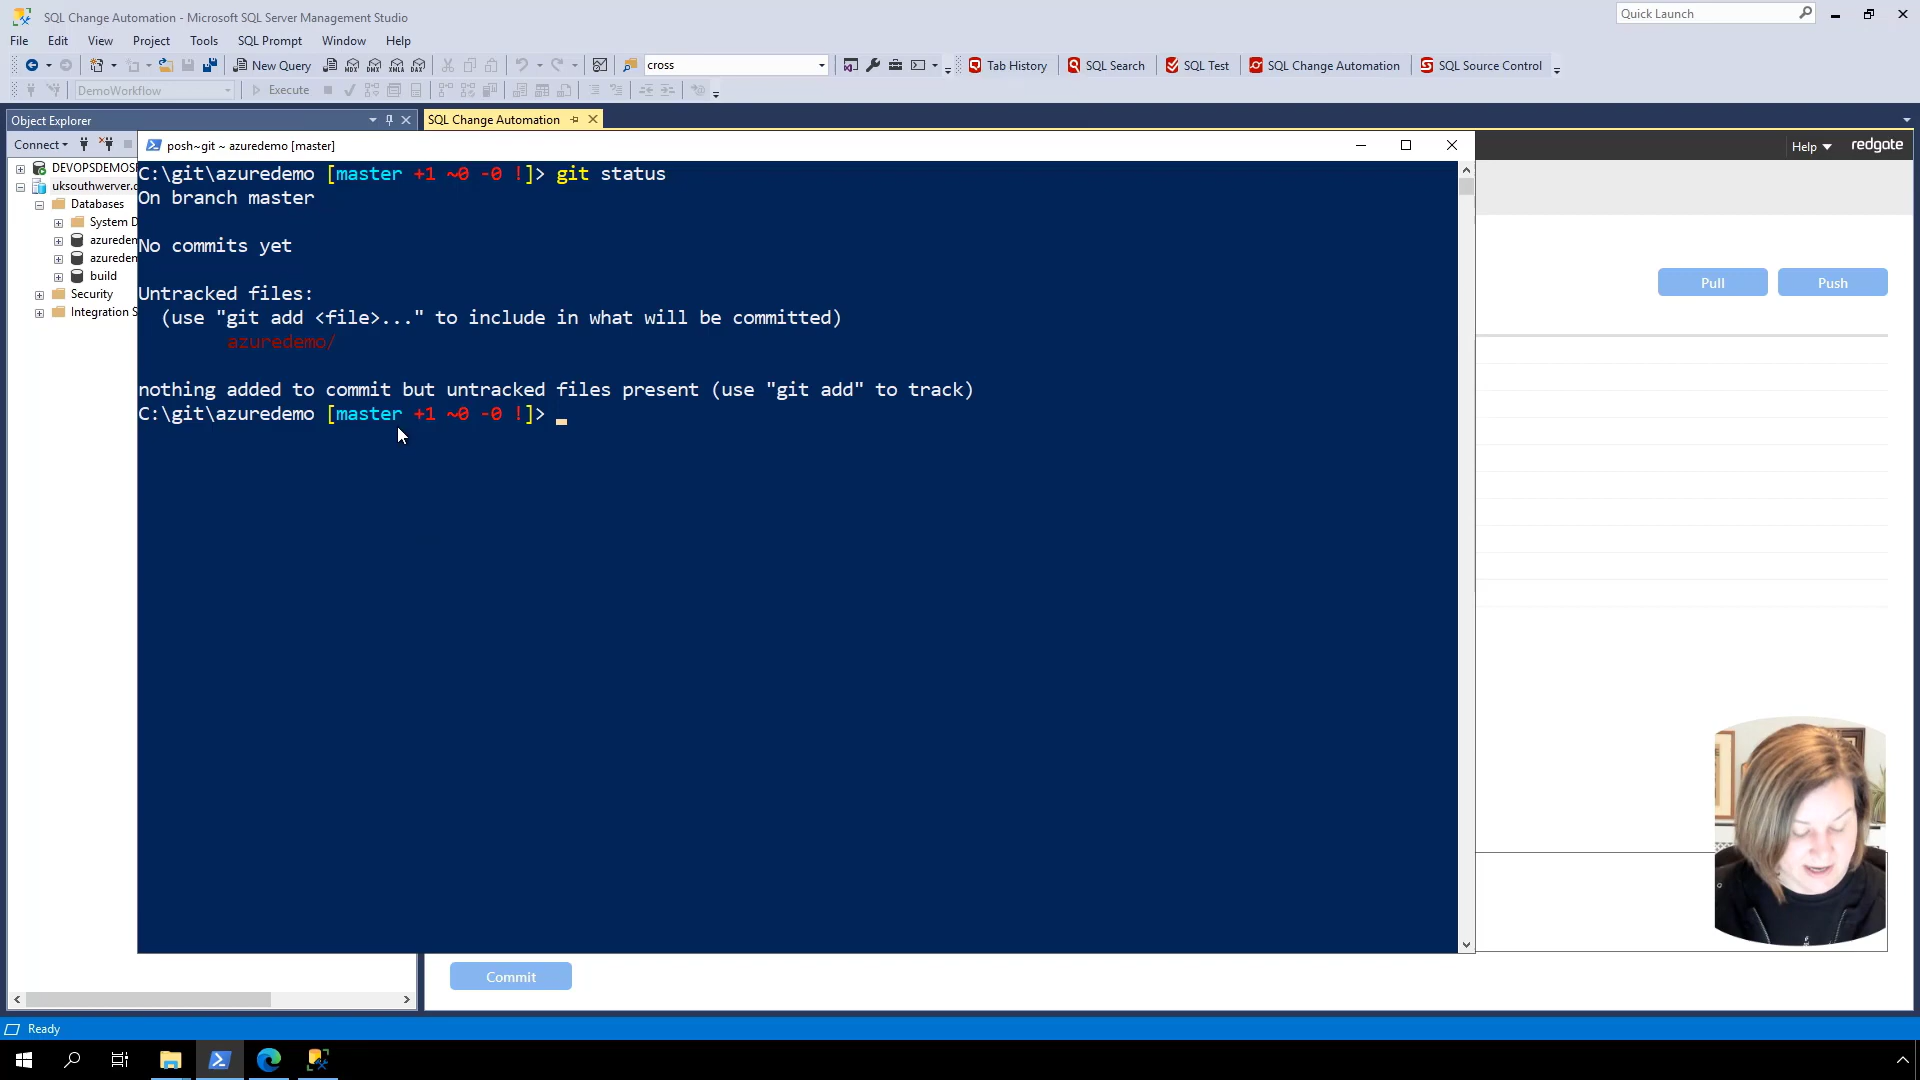 SQL Change Automation - Microsoft SQL Server Management Studio
Quick Launch
File Edit View Project Tools SQL Prompt Window Help
New Query
cross
Tab History
SQL Search
SQL Test
SQL Change Automation
SQL Source Control
DemoWorkflow
Execute
Object Explorer
SQL Change Automation
Connect
posh~git ~ azuredemo [master]
Help
redgate
C:\git\azuredemo [master +1 ~0 -0 !]> git status
On branch master
No commits yet
Untracked files:
(use "git add <file>..." to include in what will be committed)
azuredemo/
nothing added to commit but untracked files present (use "git add" to track)
C:\git\azuredemo [master +1 ~0 -0 !]>
Databases
build
Security
Integration S
Pull
Push
Commit
Ready